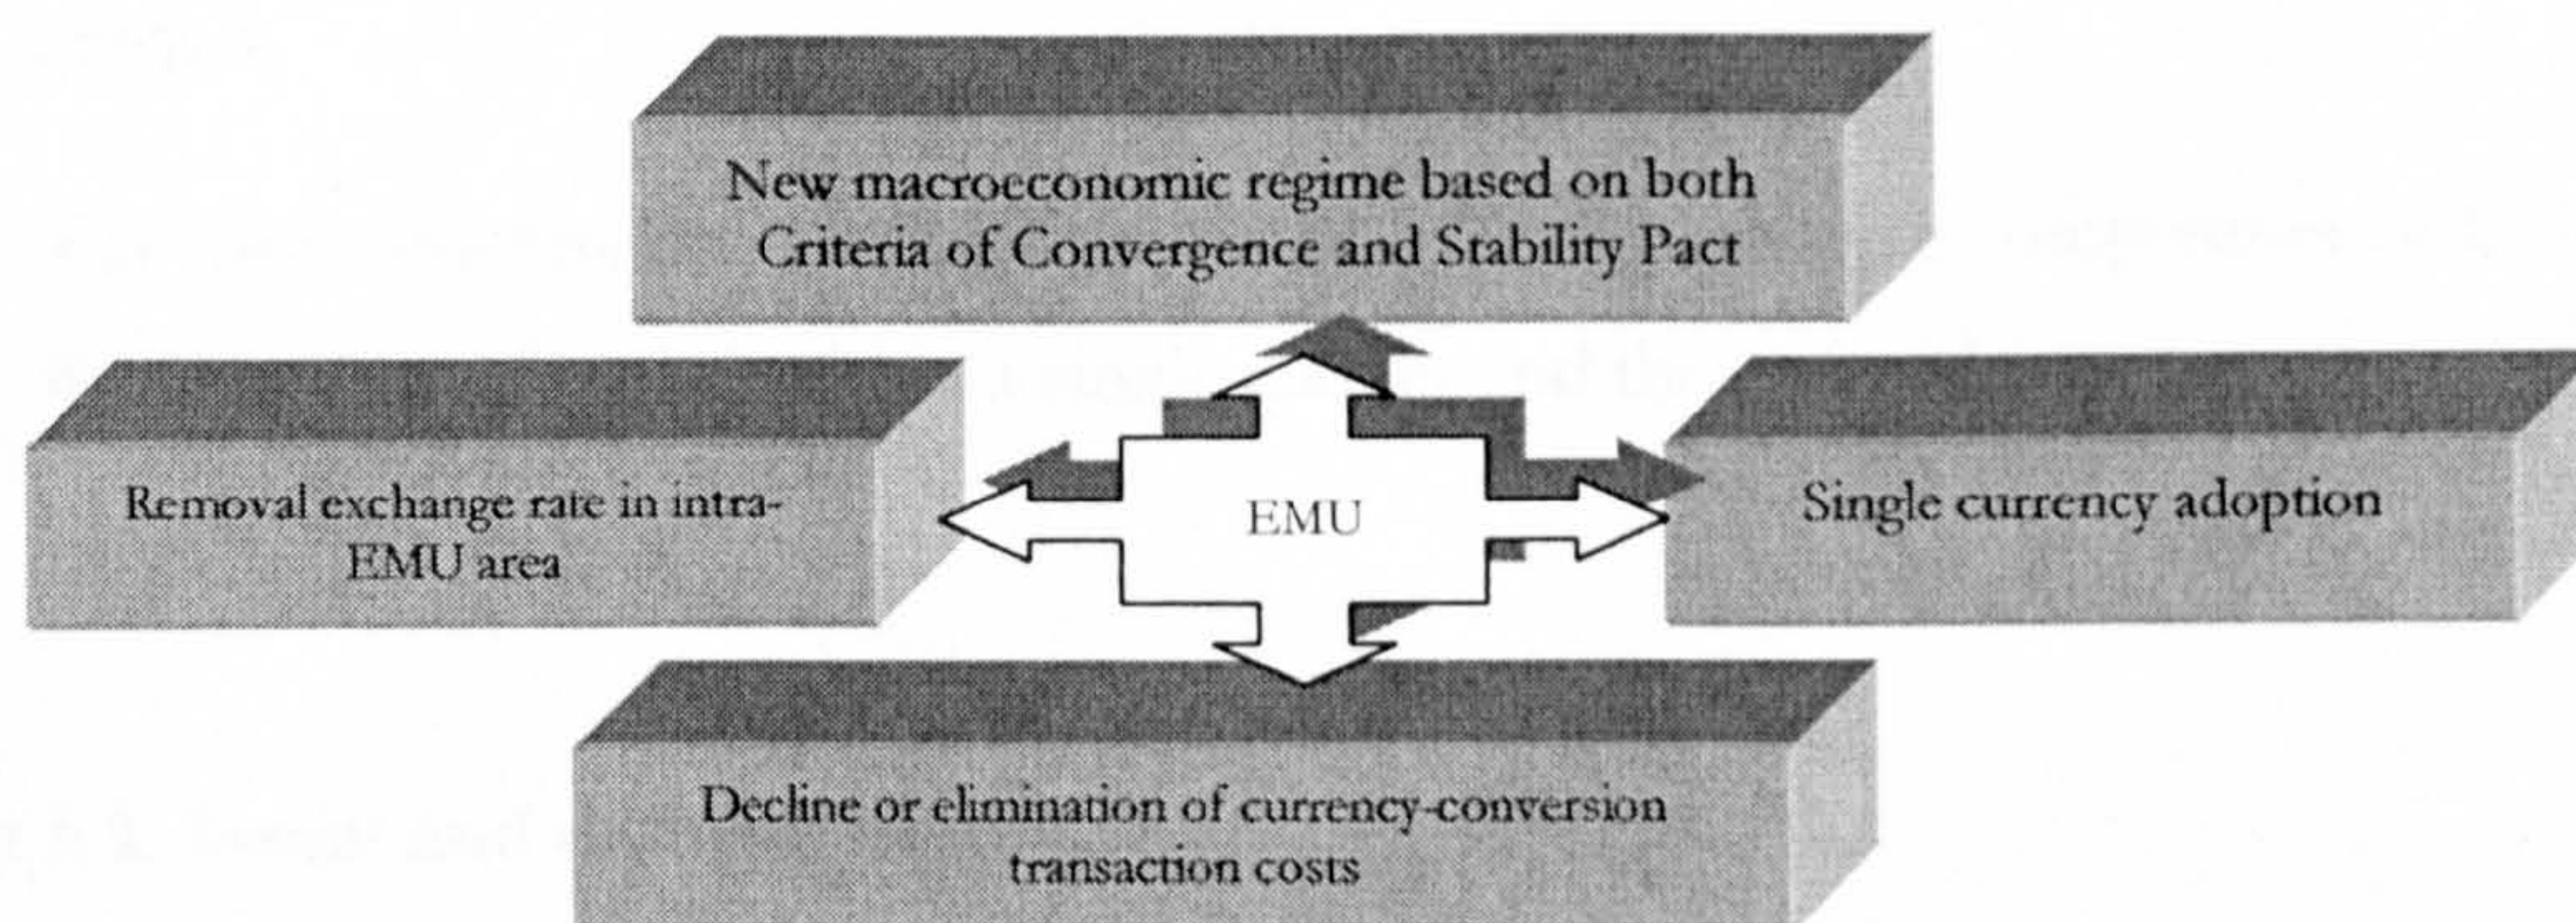 New macroeconomic regime based on both
Criteria of Convergence and Stability Pact
Removal exchange rate in intra-
EMU area
EMU
Single currency adoption
Decline or elimination of currency-conversion
transaction costs